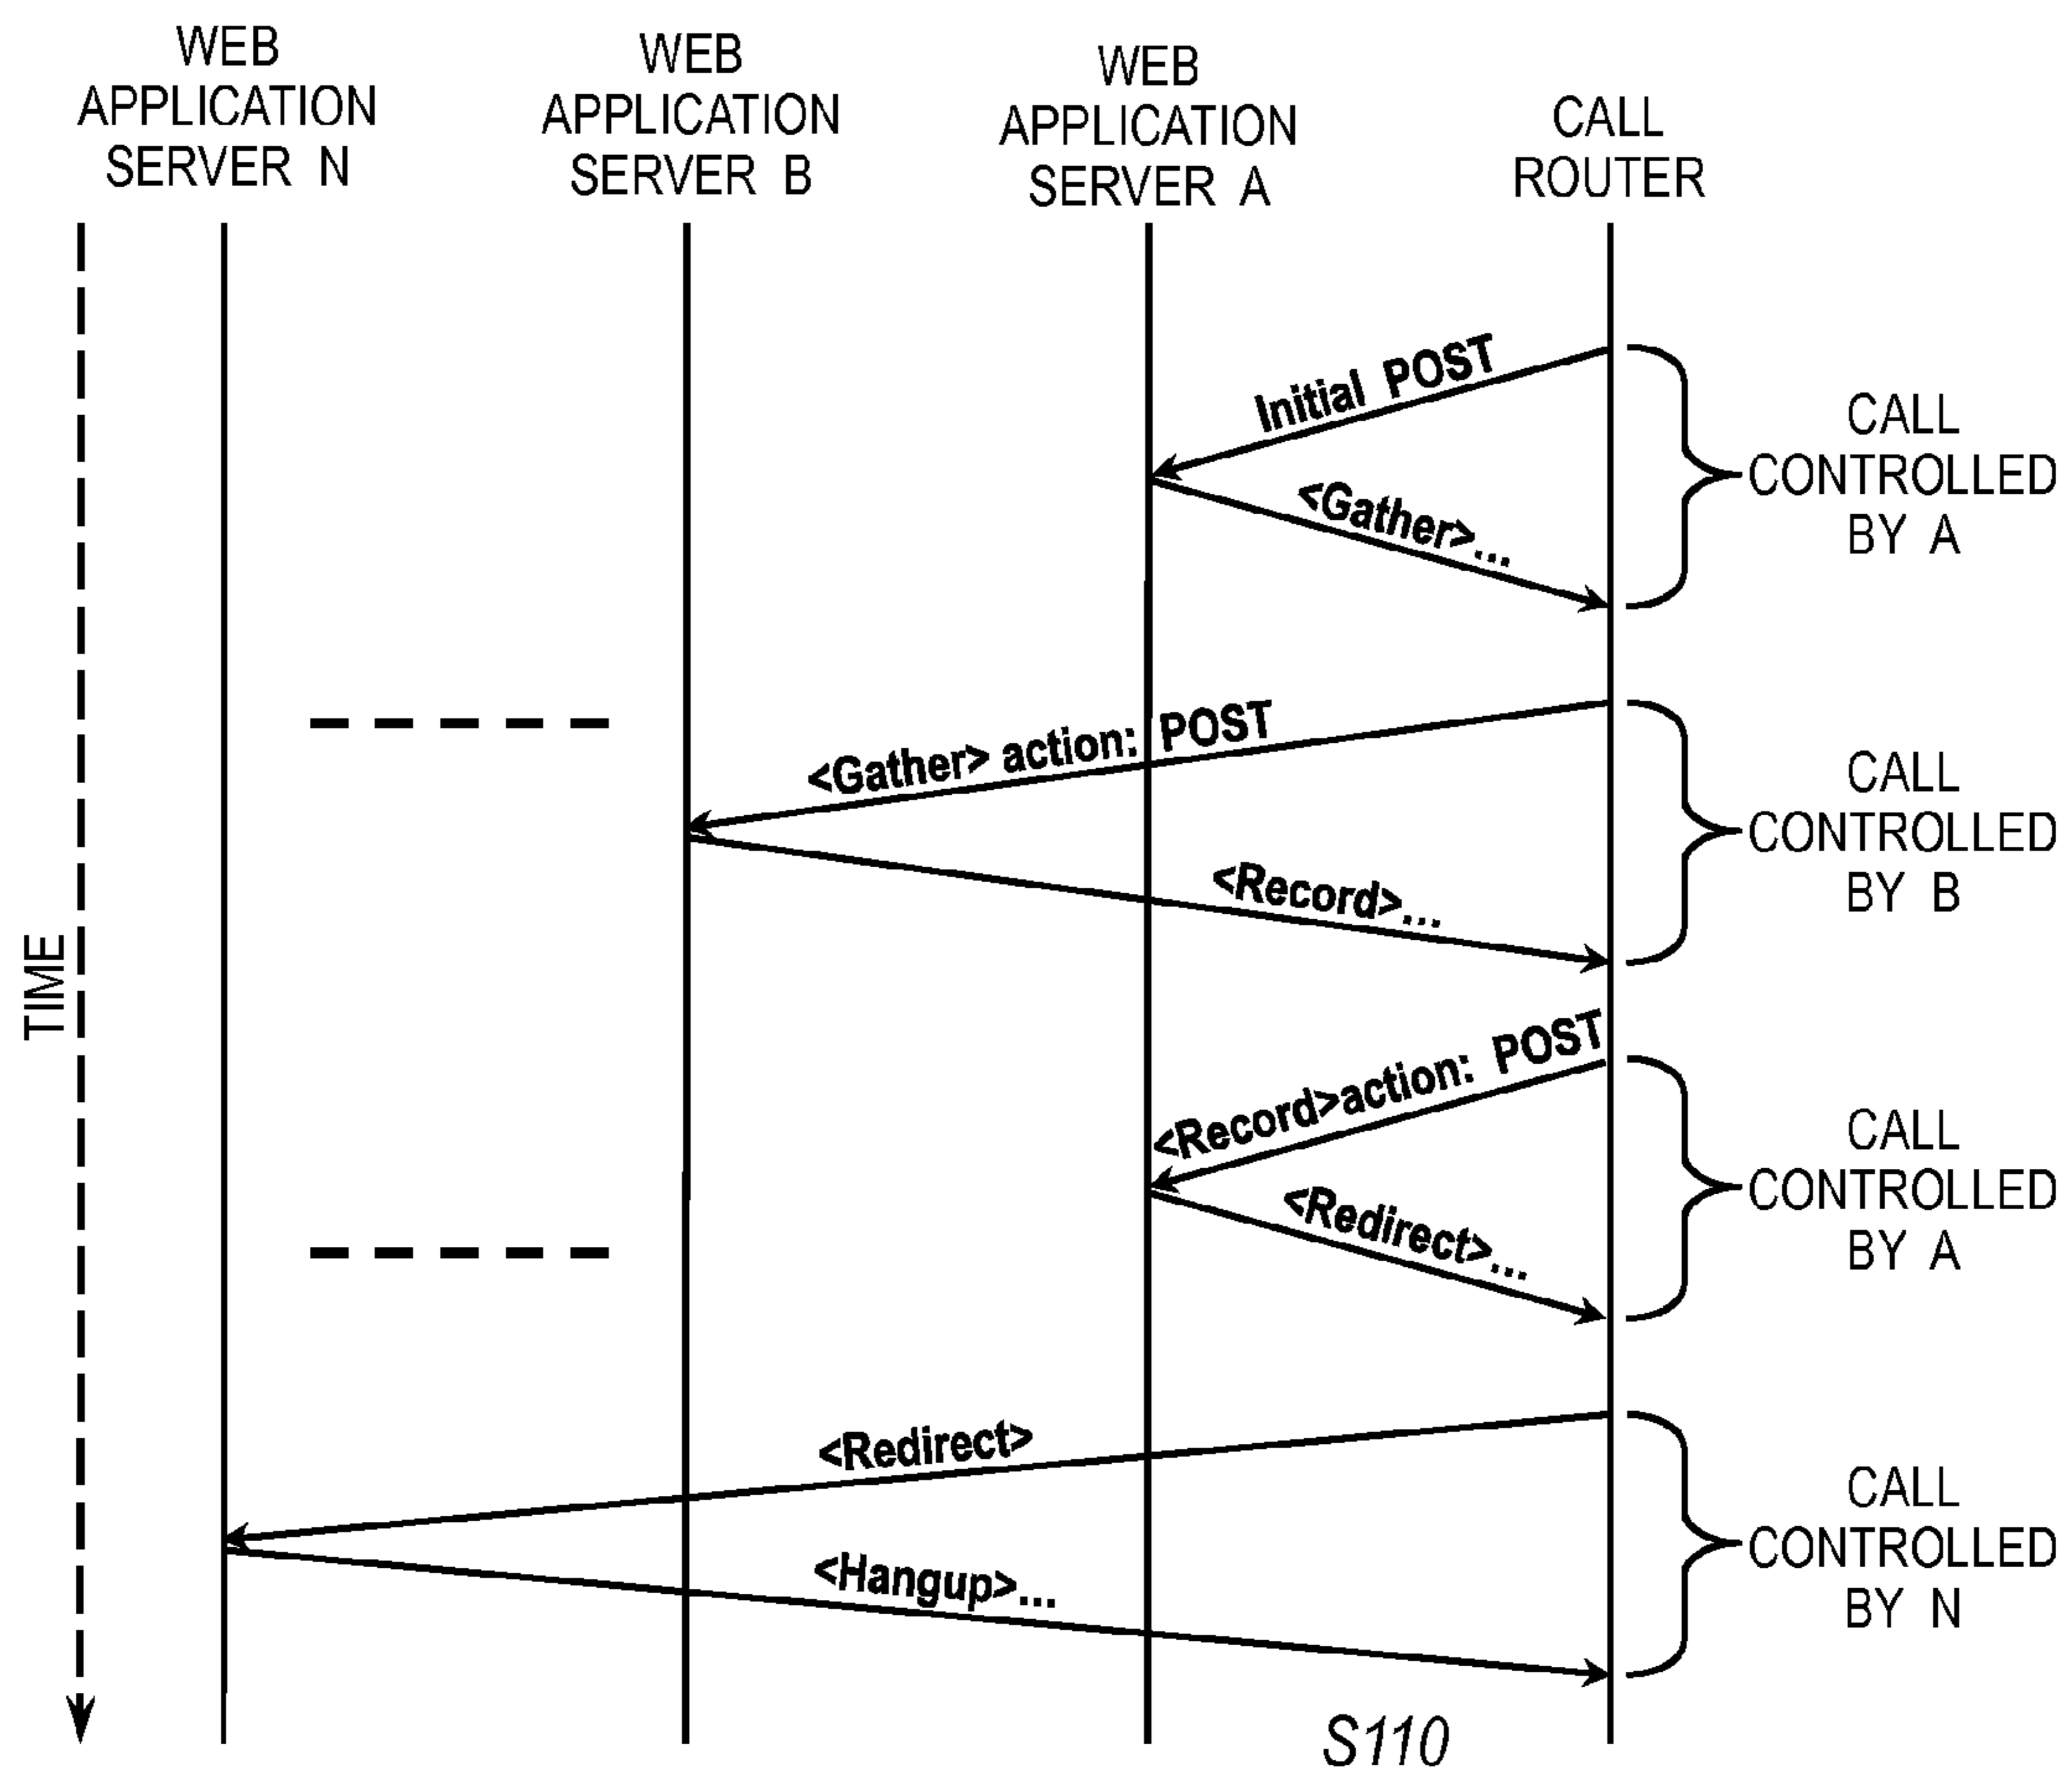 WEB
APPLICATION
SERVER N
WEB
APPLICATION
SERVER B
WEB
APPLICATION
SERVER A
CALL
ROUTER
Initial POST
<Gather>...
CALL
CONTROLLED
BY A
<Gather> action: POST
<Record>...
CALL
CONTROLLED
BY B
TIME
<Record>action: POST
<Redirect>...
CALL
CONTROLLED
BY A
<Redirect>
<Hangup>...
CALL
CONTROLLED
BY N
S110